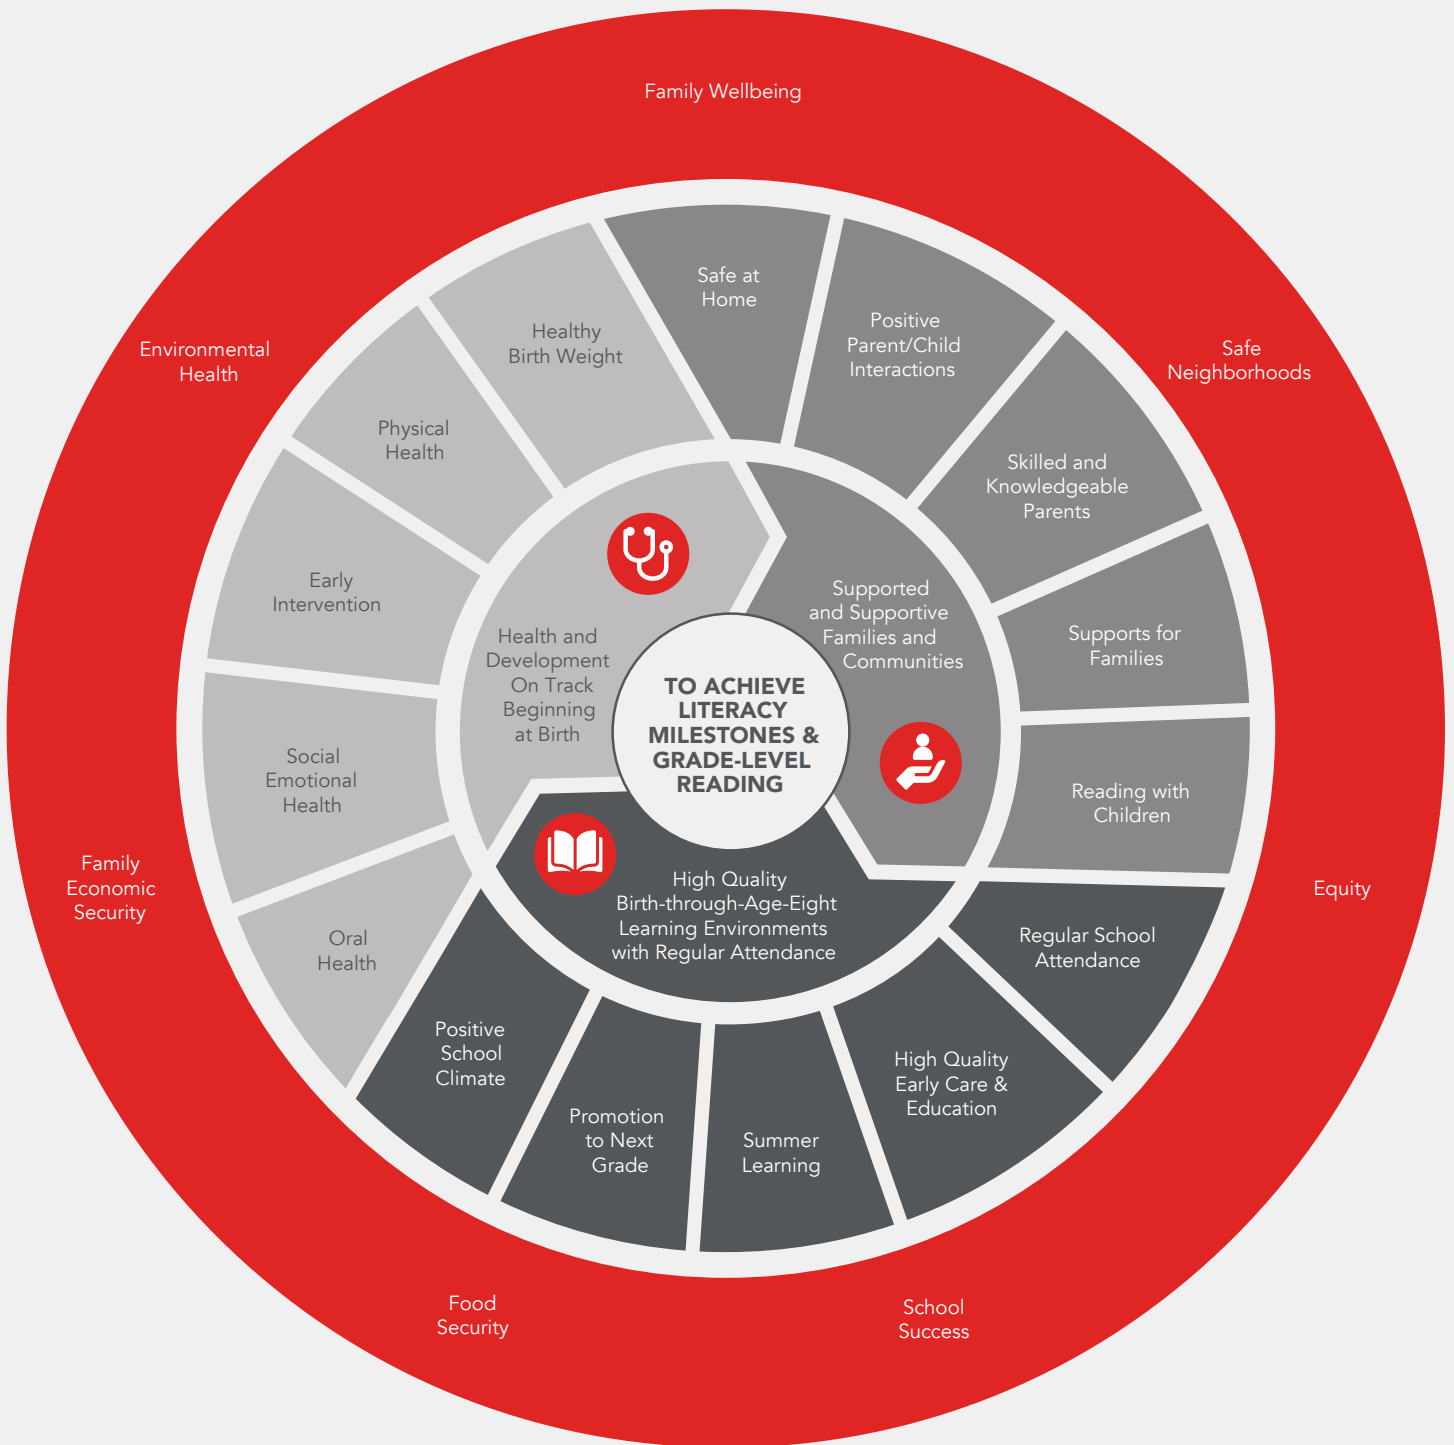 Family Wellbeing
Safe
Neighborhoods
Equity
School
Success
Food
Security
Family
Economic
Security
Environmental
Health
Safe at
Home
Positive
Parent/Child
Interactions
Skilled and
Knowledgeable
Parents
Supports for
Families
Reading with
Children
Regular School
Attendance
High Quality
Early Care &
Education
Summer
Learning
Promotion
to Next
Grade
Positive
School
Climate
Oral
Health
Social
Emotional
Health
Early
Intervention
Physical
Health
Healthy
Birth Weight
Health and
Development
On Track
Beginning
at Birth
Supported
and Supportive
Families and
Communities
High Quality
Birth-through-Age-Eight
Learning Environments
with Regular Attendance
TO ACHIEVE
LITERACY
MILESTONES &
GRADE-LEVEL
READING